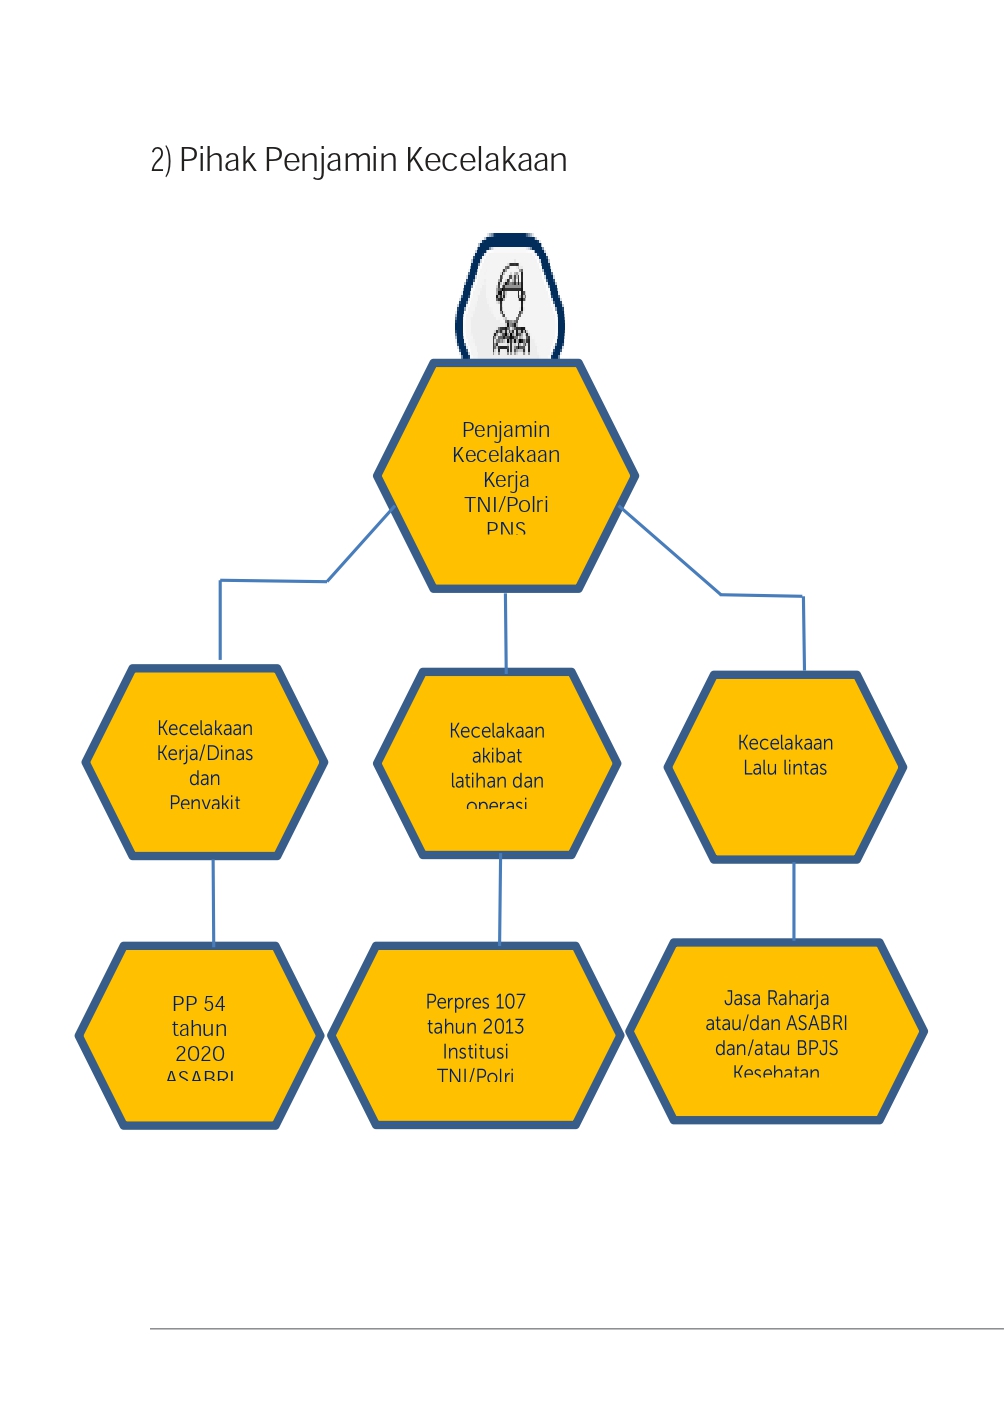 2) Pihak Penjamin Kecelakaan
Penjamin
Kecelakaan
Kerja
TNI/Polri
PNS
Kecelakaan
Kerja/Dinas
dan
Penyakit
Kecelakaan
akibat
latihan dan
operasi
Kecelakaan
Lalu lintas
PP 54
tahun
2020
ASABRI
Perpres 107
tahun 2013
Institusi
TNI/Polri
Jasa Raharja
atau/dan ASABRI
dan/atau BPJS
Kesehatan